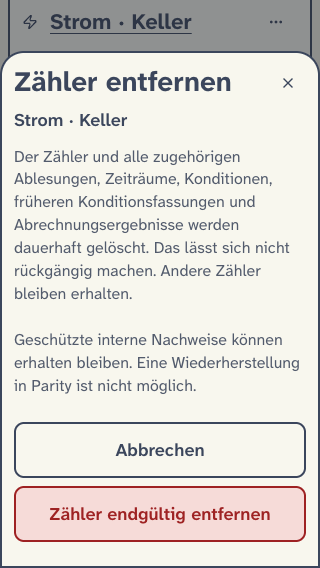 Strom · Keller
Zähler entfernen
Strom · Keller
Der Zähler und alle zugehörigen
Ablesungen, Zeiträume, Konditionen,
früheren Konditionsfassungen und
Abrechnungsergebnisse werden
dauerhaft gelöscht. Das lässt sich nicht
rückgängig machen. Andere Zähler
bleiben erhalten.
Geschützte interne Nachweise können
erhalten bleiben. Eine Wiederherstellung
in Parity ist nicht möglich.
Abbrechen
Zähler endgültig entfernen